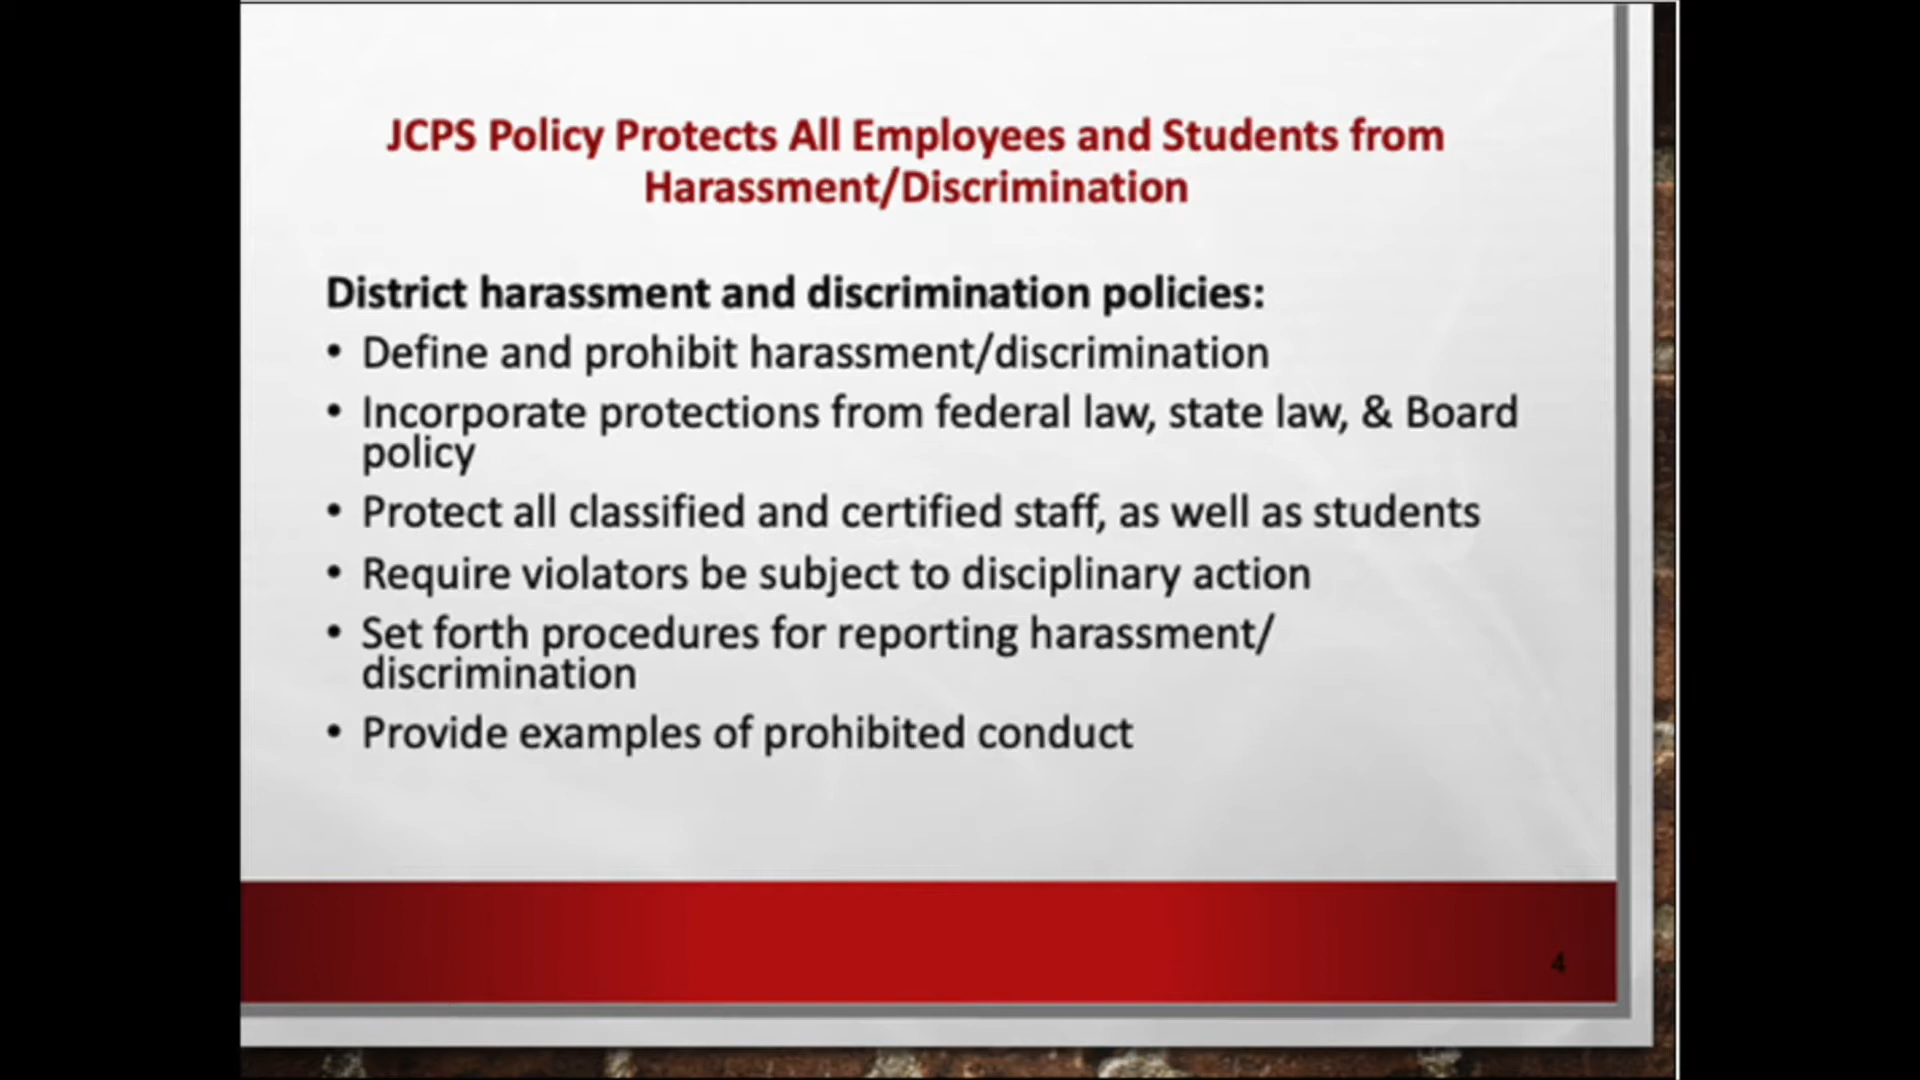 JCPS Policy Protects All Employees and Students from
Harassment/Discrimination
District harassment and discrimination policies:
• Define and prohibit harassment/discrimination
• Incorporate protections from federal law, state law, & Board
policy
• Protect all classified and certified staff, as well as students
• Require violators be subject to disciplinary action
• Set forth procedures for reporting harassment/
discrimination
• Provide examples of prohibited conduct
4